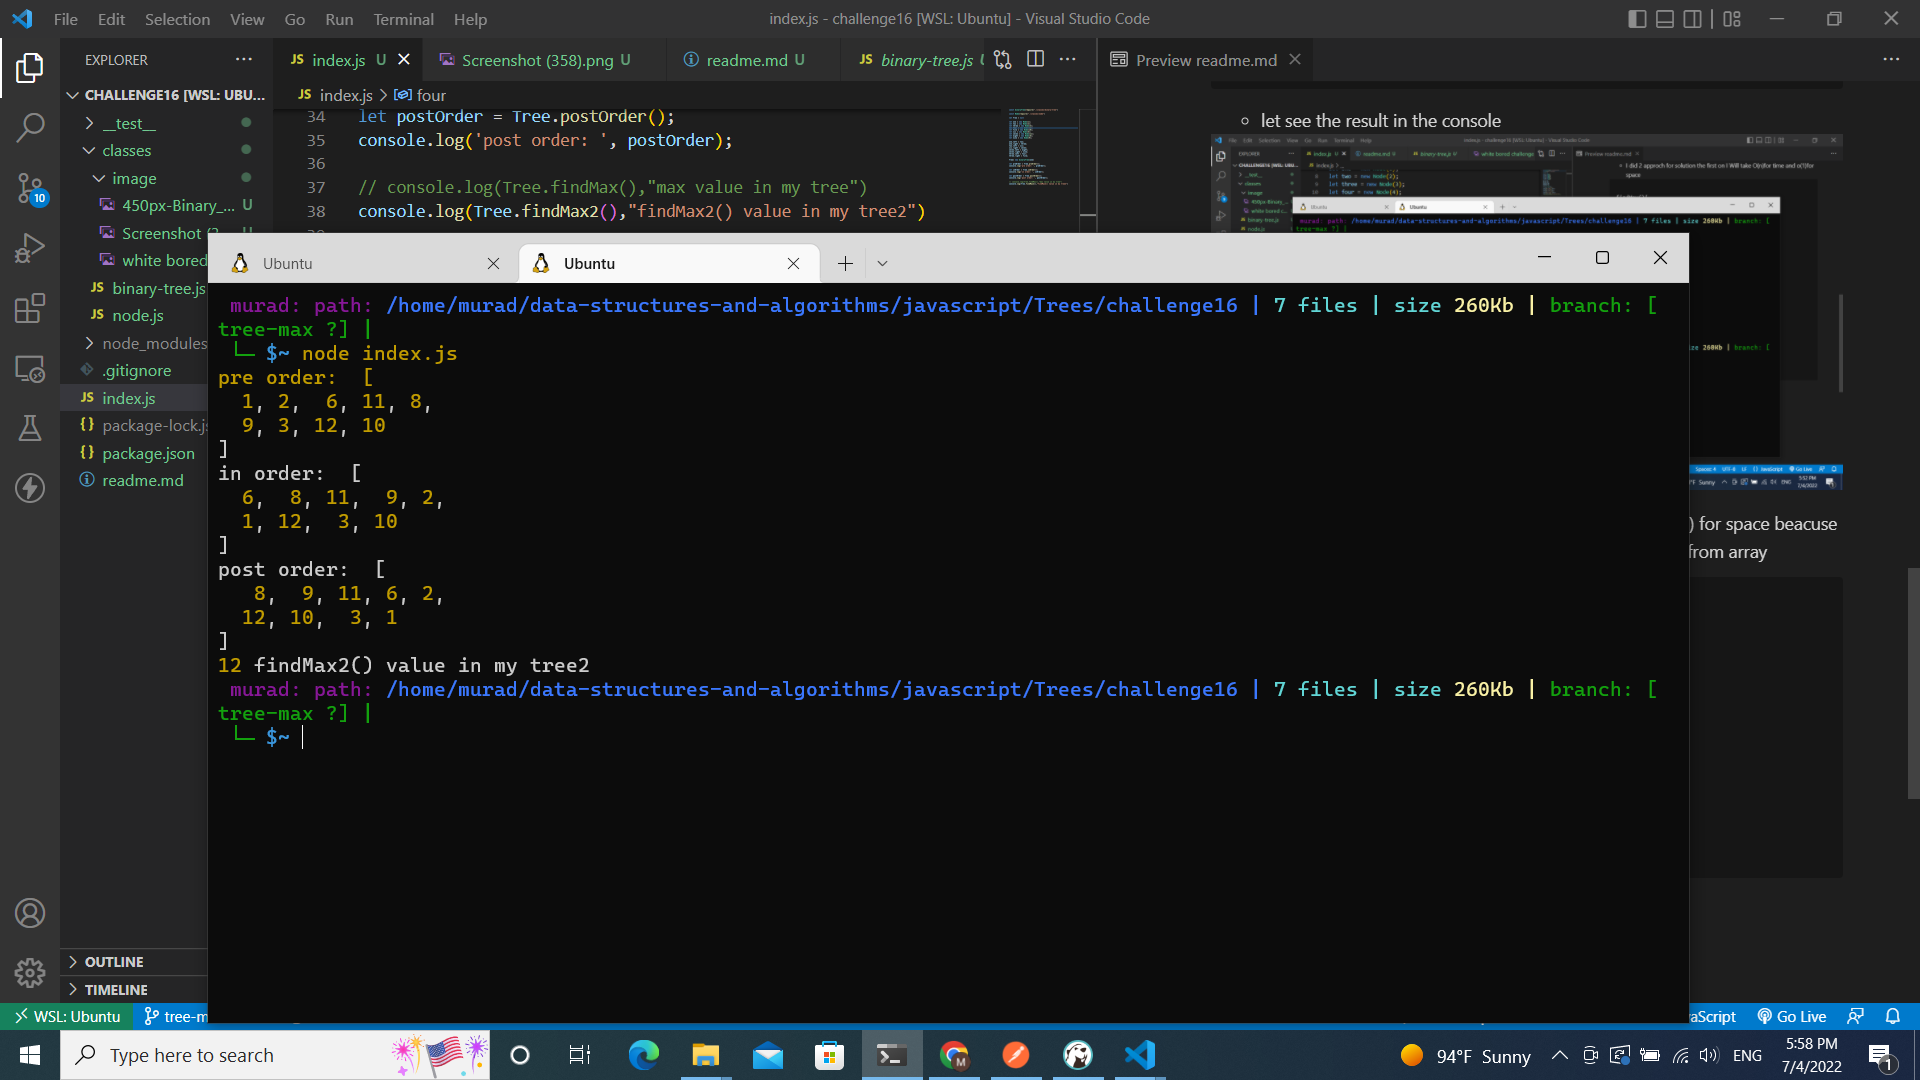 File Edit Selection View Go Run Terminal Help
index.js - challenge16 [WSL: Ubuntu] - Visual Studio Code
EXPLORER
CHALLENGE16 [WSL: UBU...
__test__
classes
image
450px-Binary_... U
Screenshot (
white bored
JS binary-tree.js
JS node.js
node_modules
.gitignore
JS index.js
{} package-lock.js
{} package.json
readme.md
OUTLINE
TIMELINE
10
JS index.js U
Screenshot (358).png U
readme.md U
JS binary-tree.js
JS index.js > four
34 let postOrder = Tree.postOrder();
35 console.log('post order: ', postOrder);
36
37 // console.log(Tree.findMax(),"max value in my tree")
38 console.log(Tree.findMax2(),"findMax2() value in my tree2")
Preview readme.md
let see the result in the console
) for space beacuse
from array
Ubuntu
Ubuntu
murad: path: /home/murad/data-structures-and-algorithms/javascript/Trees/challenge16 | 7 files | size 260Kb | branch: [
tree-max ?] |
└─ $~ node index.js
pre order:  [
1, 2, 6, 11, 8,
9, 3, 12, 10
]
in order:  [
6, 8, 11, 9, 2,
1, 12, 3, 10
]
post order:  [
8, 9, 11, 6, 2,
12, 10, 3, 1
]
12 findMax2() value in my tree2
murad: path: /home/murad/data-structures-and-algorithms/javascript/Trees/challenge16 | 7 files | size 260Kb | branch: [
tree-max ?] |
└─ $~
WSL: Ubuntu
tree-m
aScript
Go Live
Type here to search
94°F Sunny
ENG
5:58 PM
7/4/2022
1